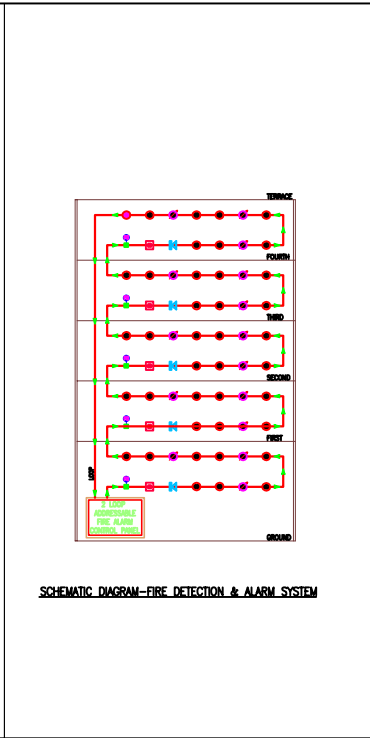 TERRACE
FOURTH
THIRD
SECOND
FIRST
LOOP
2 LOOP
ADDRESSABLE
FIRE ALARM
CONTROL PANEL
GROUND
SCHEMATIC DIAGRAM-FIRE DETECTION & ALARM SYSTEM